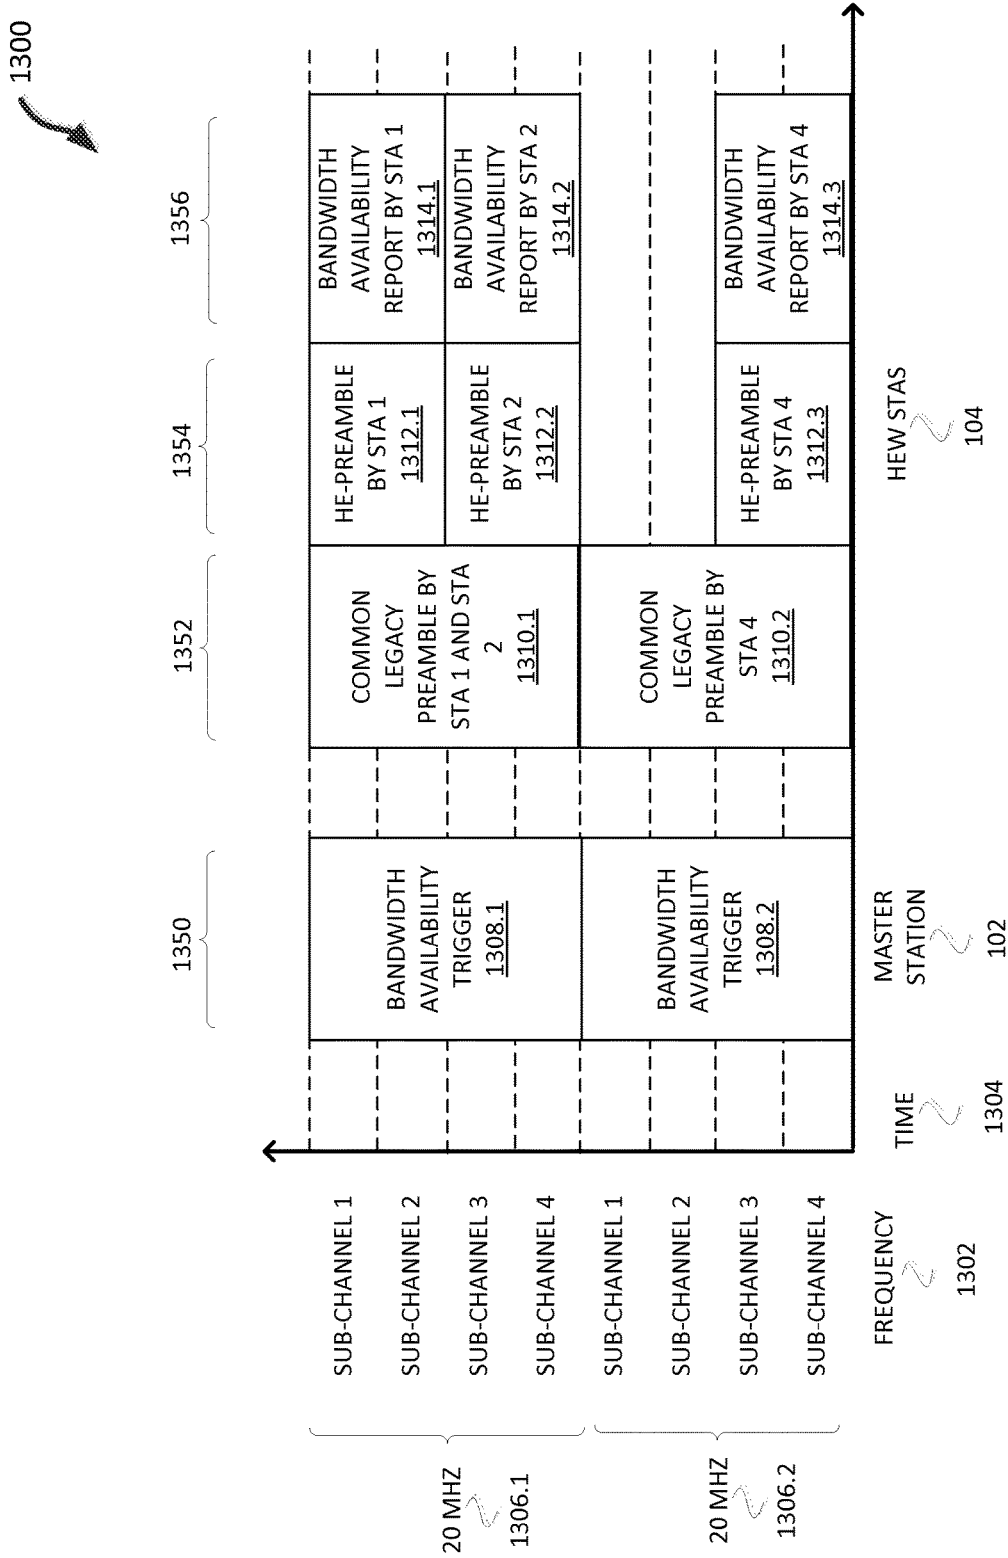 1300
1350
1352
1354
1356
20 MHZ
1306.1
20 MHZ
1306.2
SUB-CHANNEL 1
SUB-CHANNEL 2
SUB-CHANNEL 3
SUB-CHANNEL 4
SUB-CHANNEL 1
SUB-CHANNEL 2
SUB-CHANNEL 3
SUB-CHANNEL 4
BANDWIDTH
AVAILABILITY
TRIGGER
1308.1
BANDWIDTH
AVAILABILITY
TRIGGER
1308.2
COMMON
LEGACY
PREAMBLE BY
STA 1 AND STA
2
1310.1
COMMON
LEGACY
PREAMBLE BY
STA 4
1310.2
HE-PREAMBLE
BY STA 1
1312.1
HE-PREAMBLE
BY STA 2
1312.2
HE-PREAMBLE
BY STA 4
1312.3
BANDWIDTH
AVAILABILITY
REPORT BY STA 1
1314.1
BANDWIDTH
AVAILABILITY
REPORT BY STA 2
1314.2
BANDWIDTH
AVAILABILITY
REPORT BY STA 4
1314.3
FREQUENCY
1302
TIME
1304
MASTER
STATION
102
HEW STAS
104